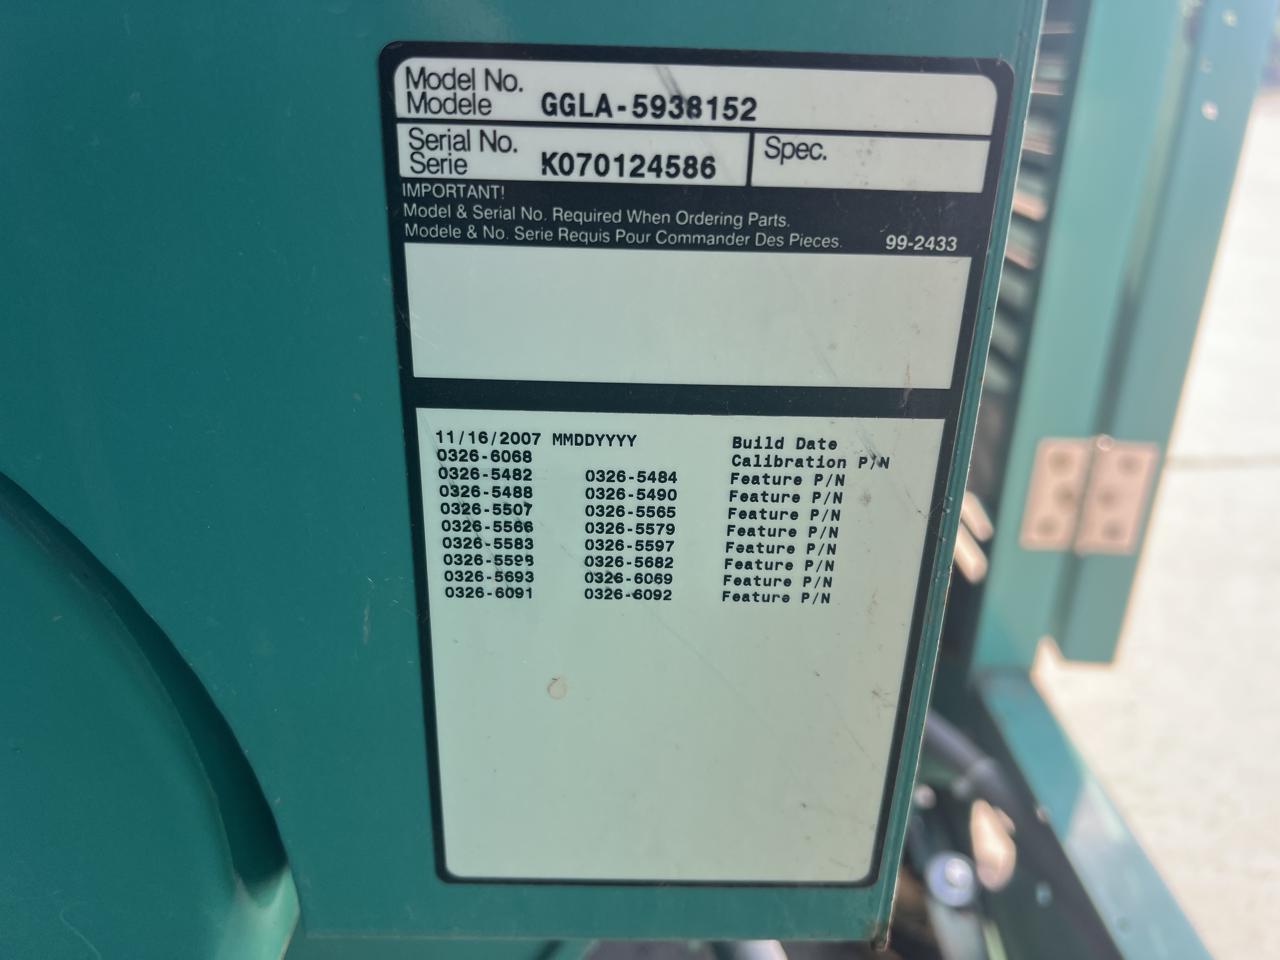 Model No.
Modele GGLA-5938152
Serial No.
Serie K070124586 Spec.
IMPORTANT!
Model & Serial No. Required When Ordering Parts.
Modele & No. Serie Requis Pour Commander Des Pieces. 99-2433
11/16/2007 MMDDYYYY Build Date
0326-6068 Calibration P/N
0326-5482 0326-5484 Feature P/N
0326-5488 0326-5490 Feature P/N
0326-5507 0326-5565 Feature P/N
0326-5566 0326-5579 Feature P/N
0326-5583 0326-5597 Feature P/N
0326-5598 0326-5682 Feature P/N
0326-5693 0326-6069 Feature P/N
0326-6091 0326-6092 Feature P/N